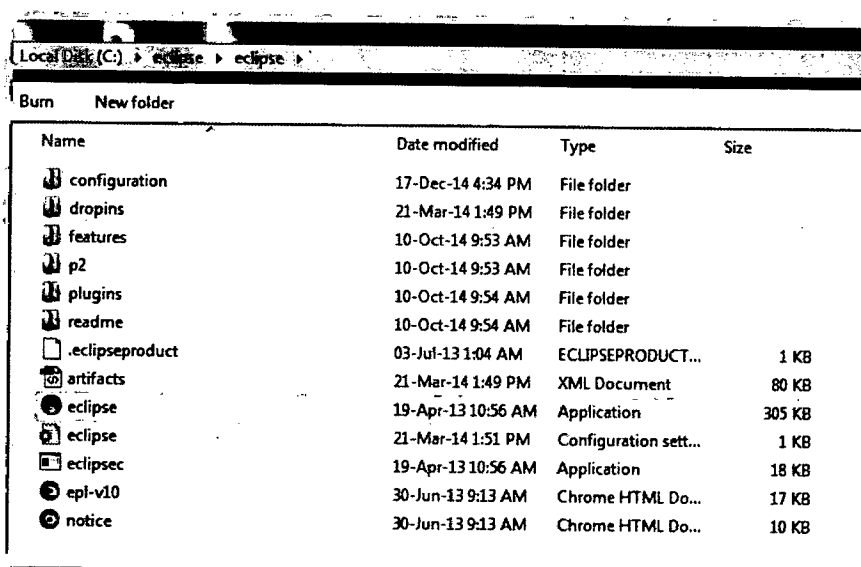 Local Disk (C:) ▸ eclipse ▸ eclipse ▸
Burn New folder
Name Date modified Type Size
configuration 17-Dec-14 4:34 PM File folder
dropins 21-Mar-14 1:49 PM File folder
features 10-Oct-14 9:53 AM File folder
p2 10-Oct-14 9:53 AM File folder
plugins 10-Oct-14 9:54 AM File folder
readme 10-Oct-14 9:54 AM File folder
.eclipseproduct 03-Jul-13 1:04 AM ECLIPSEPRODUCT... 1 KB
artifacts 21-Mar-14 1:49 PM XML Document 80 KB
eclipse 19-Apr-13 10:56 AM Application 305 KB
eclipse 21-Mar-14 1:51 PM Configuration sett... 1 KB
eclipsec 19-Apr-13 10:56 AM Application 18 KB
epl-v10 30-Jun-13 9:13 AM Chrome HTML Do... 17 KB
notice 30-Jun-13 9:13 AM Chrome HTML Do... 10 KB